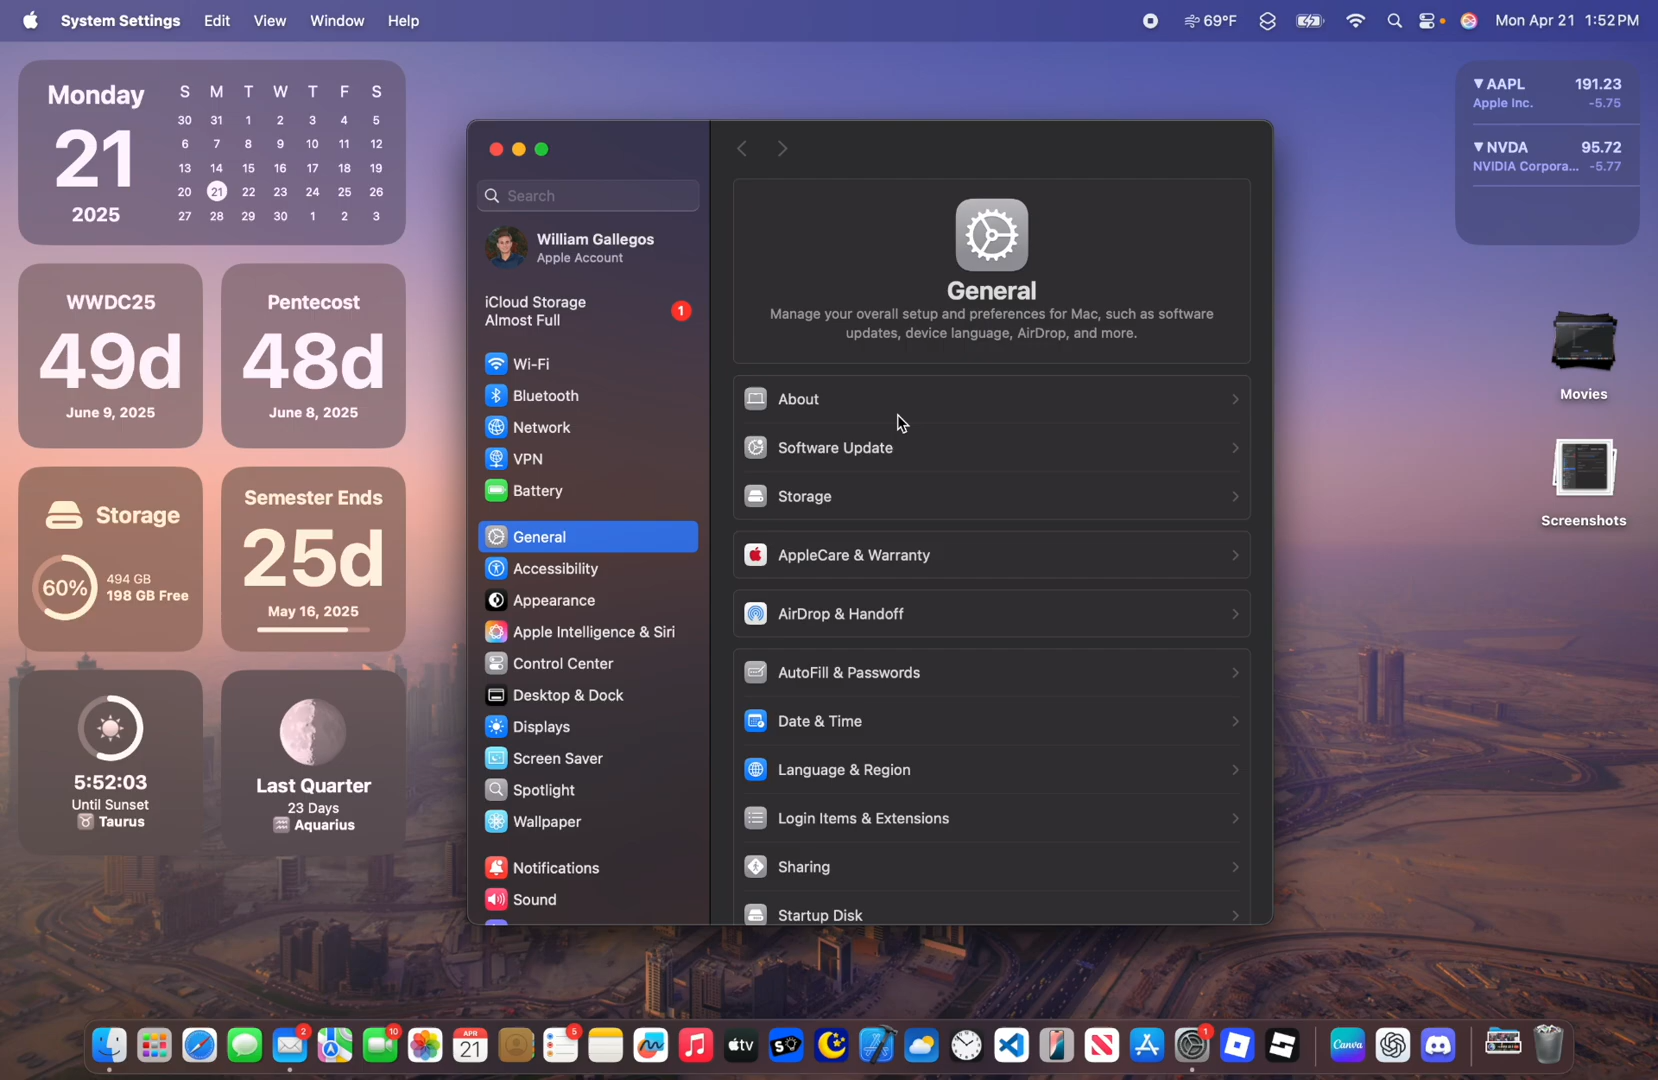 System Settings Edit View Window Help
69°F Mon Apr 21 1:52 PM
Monday
21
2025
S M T W T F S
30 31 1 2 3 4 5
6 7 8 9 10 11 12
13 14 15 16 17 18 19
20 21 22 23 24 25 26
27 28 29 30 1 2 3
WWDC25
49d
June 9, 2025
Pentecost
48d
June 8, 2025
Storage
60%
494 GB
198 GB Free
Semester Ends
25d
May 16, 2025
5:52:03
Until Sunset
♉ Taurus
Last Quarter
23 Days
♒ Aquarius
Search
William Gallegos
Apple Account
iCloud Storage
Almost Full
1
Wi-Fi
Bluetooth
Network
VPN
Battery
General
Accessibility
Appearance
Apple Intelligence & Siri
Control Center
Desktop & Dock
Displays
Screen Saver
Spotlight
Wallpaper
Notifications
Sound
General
Manage your overall setup and preferences for Mac, such as software
updates, device language, AirDrop, and more.
About
Software Update
Storage
AppleCare & Warranty
AirDrop & Handoff
AutoFill & Passwords
Date & Time
Language & Region
Login Items & Extensions
Sharing
Startup Disk
▼AAPL 191.23
Apple Inc. -5.75
▼NVDA 95.72
NVIDIA Corpora... -5.77
Movies
Screenshots
2
10
APR
21
5
tv
1
Canva